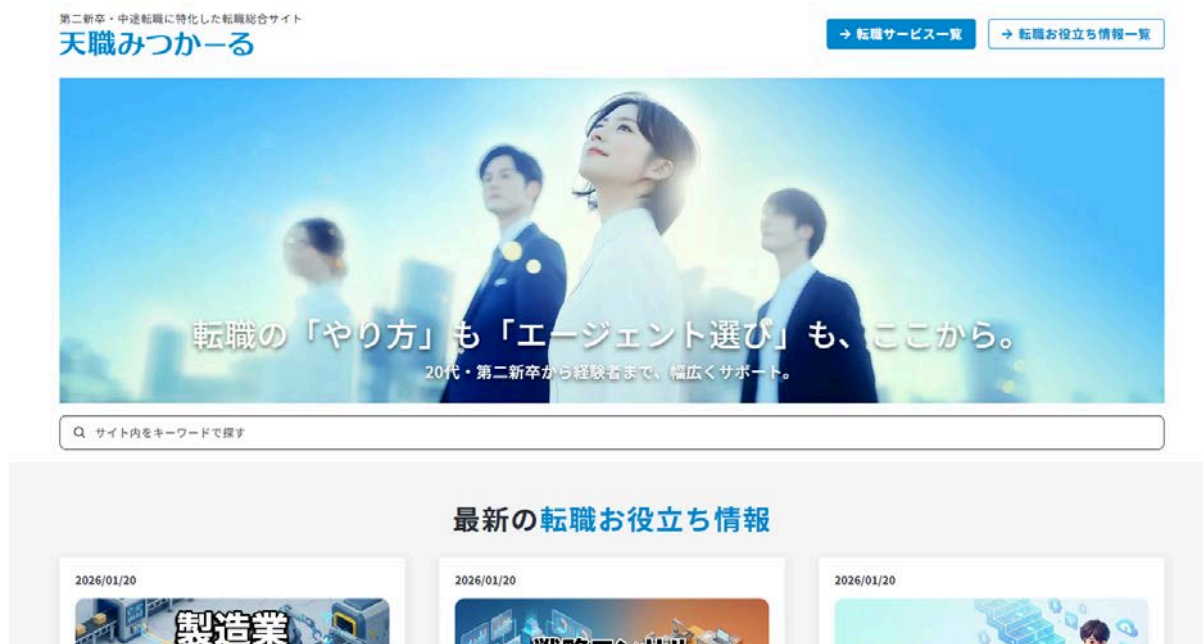 第二新卒・中途転職に特化した転職総合サイト
天職みつかーる
→ 転職サービス一覧
→ 転職お役立ち情報一覧
転職の「やり方」も「エージェント選び」も、ここから。
20代・第二新卒から経験者まで、幅広くサポート。
サイト内をキーワードで探す
最新の転職お役立ち情報
2026/01/20
2026/01/20
2026/01/20
製造業